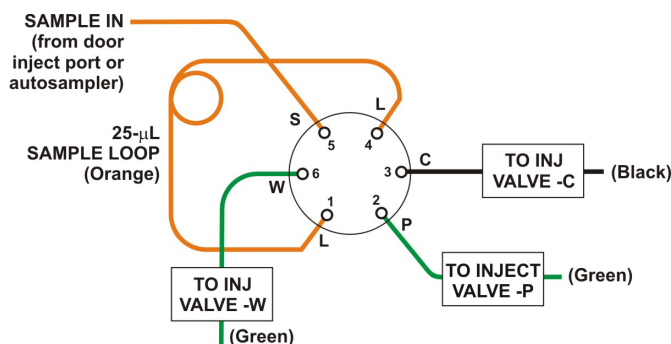 SAMPLE IN
(from door
inject port or
autosampler)
25-μL
SAMPLE LOOP
(Orange)
S
L
5
4
6
W
3
C
TO INJ
VALVE -C
(Black)
1
L
2
P
TO INJECT
VALVE -P
(Green)
TO INJ
VALVE -W
(Green)